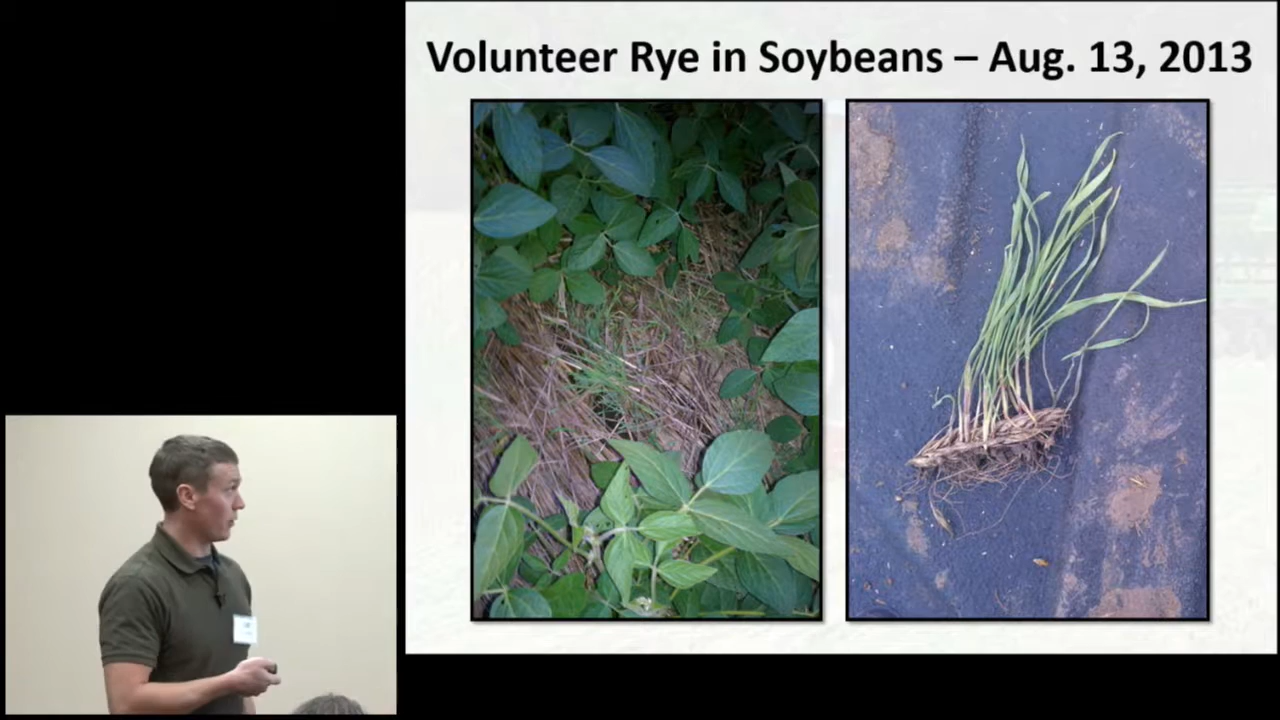 Volunteer Rye in Soybeans – Aug. 13, 2013